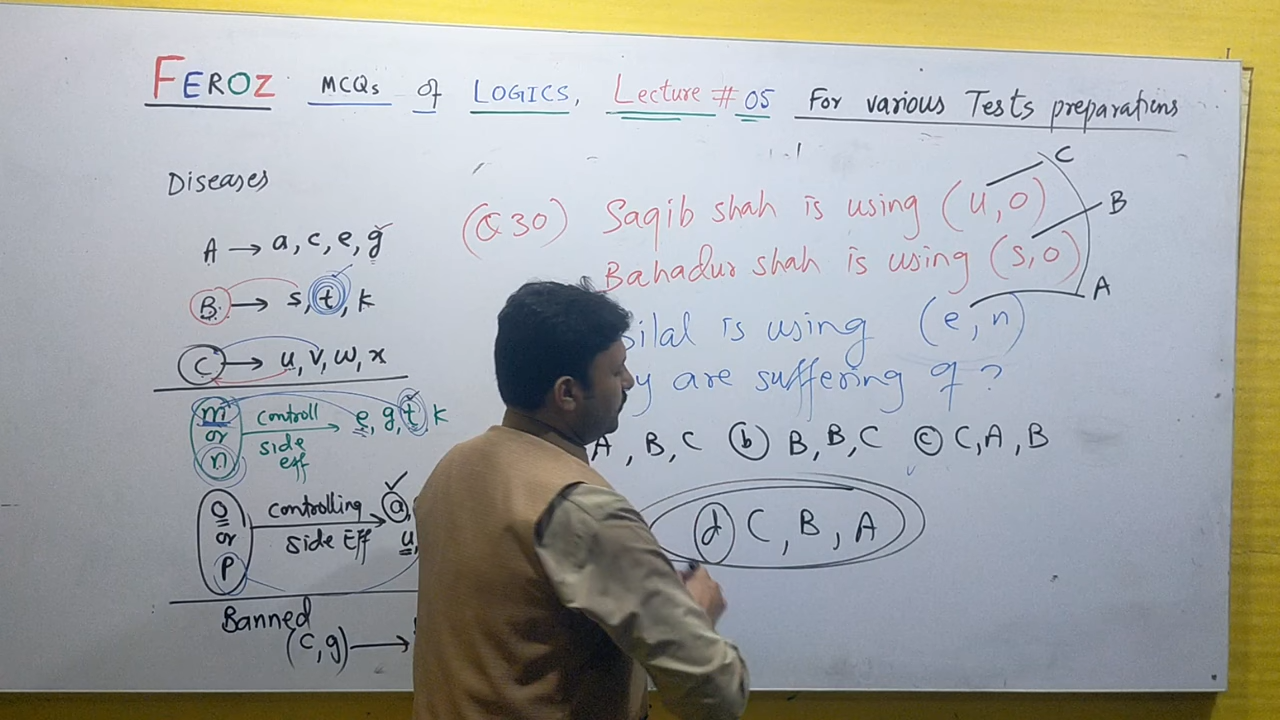 FEROZ MCQs of LOGICS, Lecture # 05 For various Tests preparations
Diseases
A → a, c, e, g
B → s, t, k
C → u, v, w, x
m or n controll side eff → e, g, t, k
o or p controlling side Eff → a, u,
Banned
(c, g) →
(Q30) Saqib shah is using (u, o) C
Bahadur shah is using (s, o) B
ilal is using (e, n) A
y are suffering of ?
A, B, C (b) B, B, C (c) C, A, B
(d) C, B, A